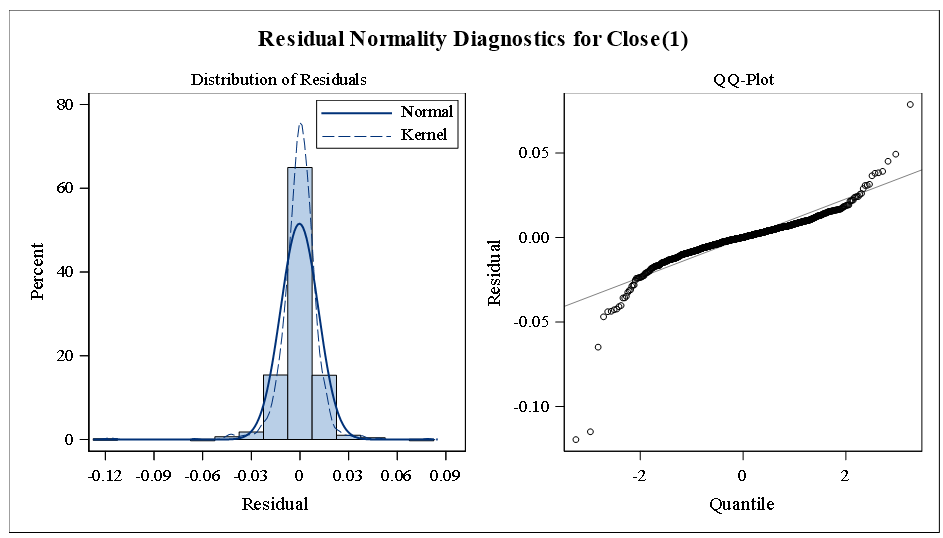 Residual Normality Diagnostics for Close(1)
Distribution of Residuals
80
60
40
20
0
Percent
Normal
Kernel
-0.12 -0.09 -0.06 -0.03 0 0.03 0.06 0.09
Residual
QQ-Plot
0.05
0.00
-0.05
-0.10
Residual
-2 0 2
Quantile